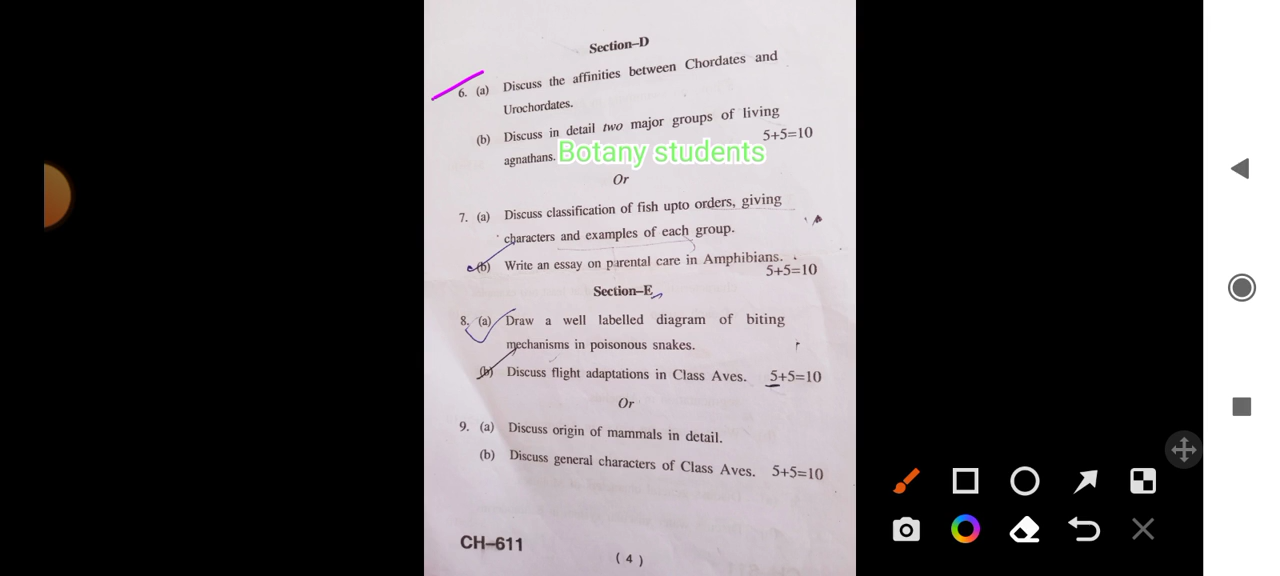 Section–D
6. (a) Discuss the affinities between Chordates and
Urochordates.
(b) Discuss in detail two major groups of living
agnathans.
5+5=10
Botany students
Or
7. (a) Discuss classification of fish upto orders, giving
characters and examples of each group.
(b) Write an essay on parental care in Amphibians.
5+5=10
Section–E
8. (a) Draw a well labelled diagram of biting
mechanisms in poisonous snakes.
(b) Discuss flight adaptations in Class Aves. 5+5=10
Or
9. (a) Discuss origin of mammals in detail.
(b) Discuss general characters of Class Aves. 5+5=10
CH–611
( 4 )